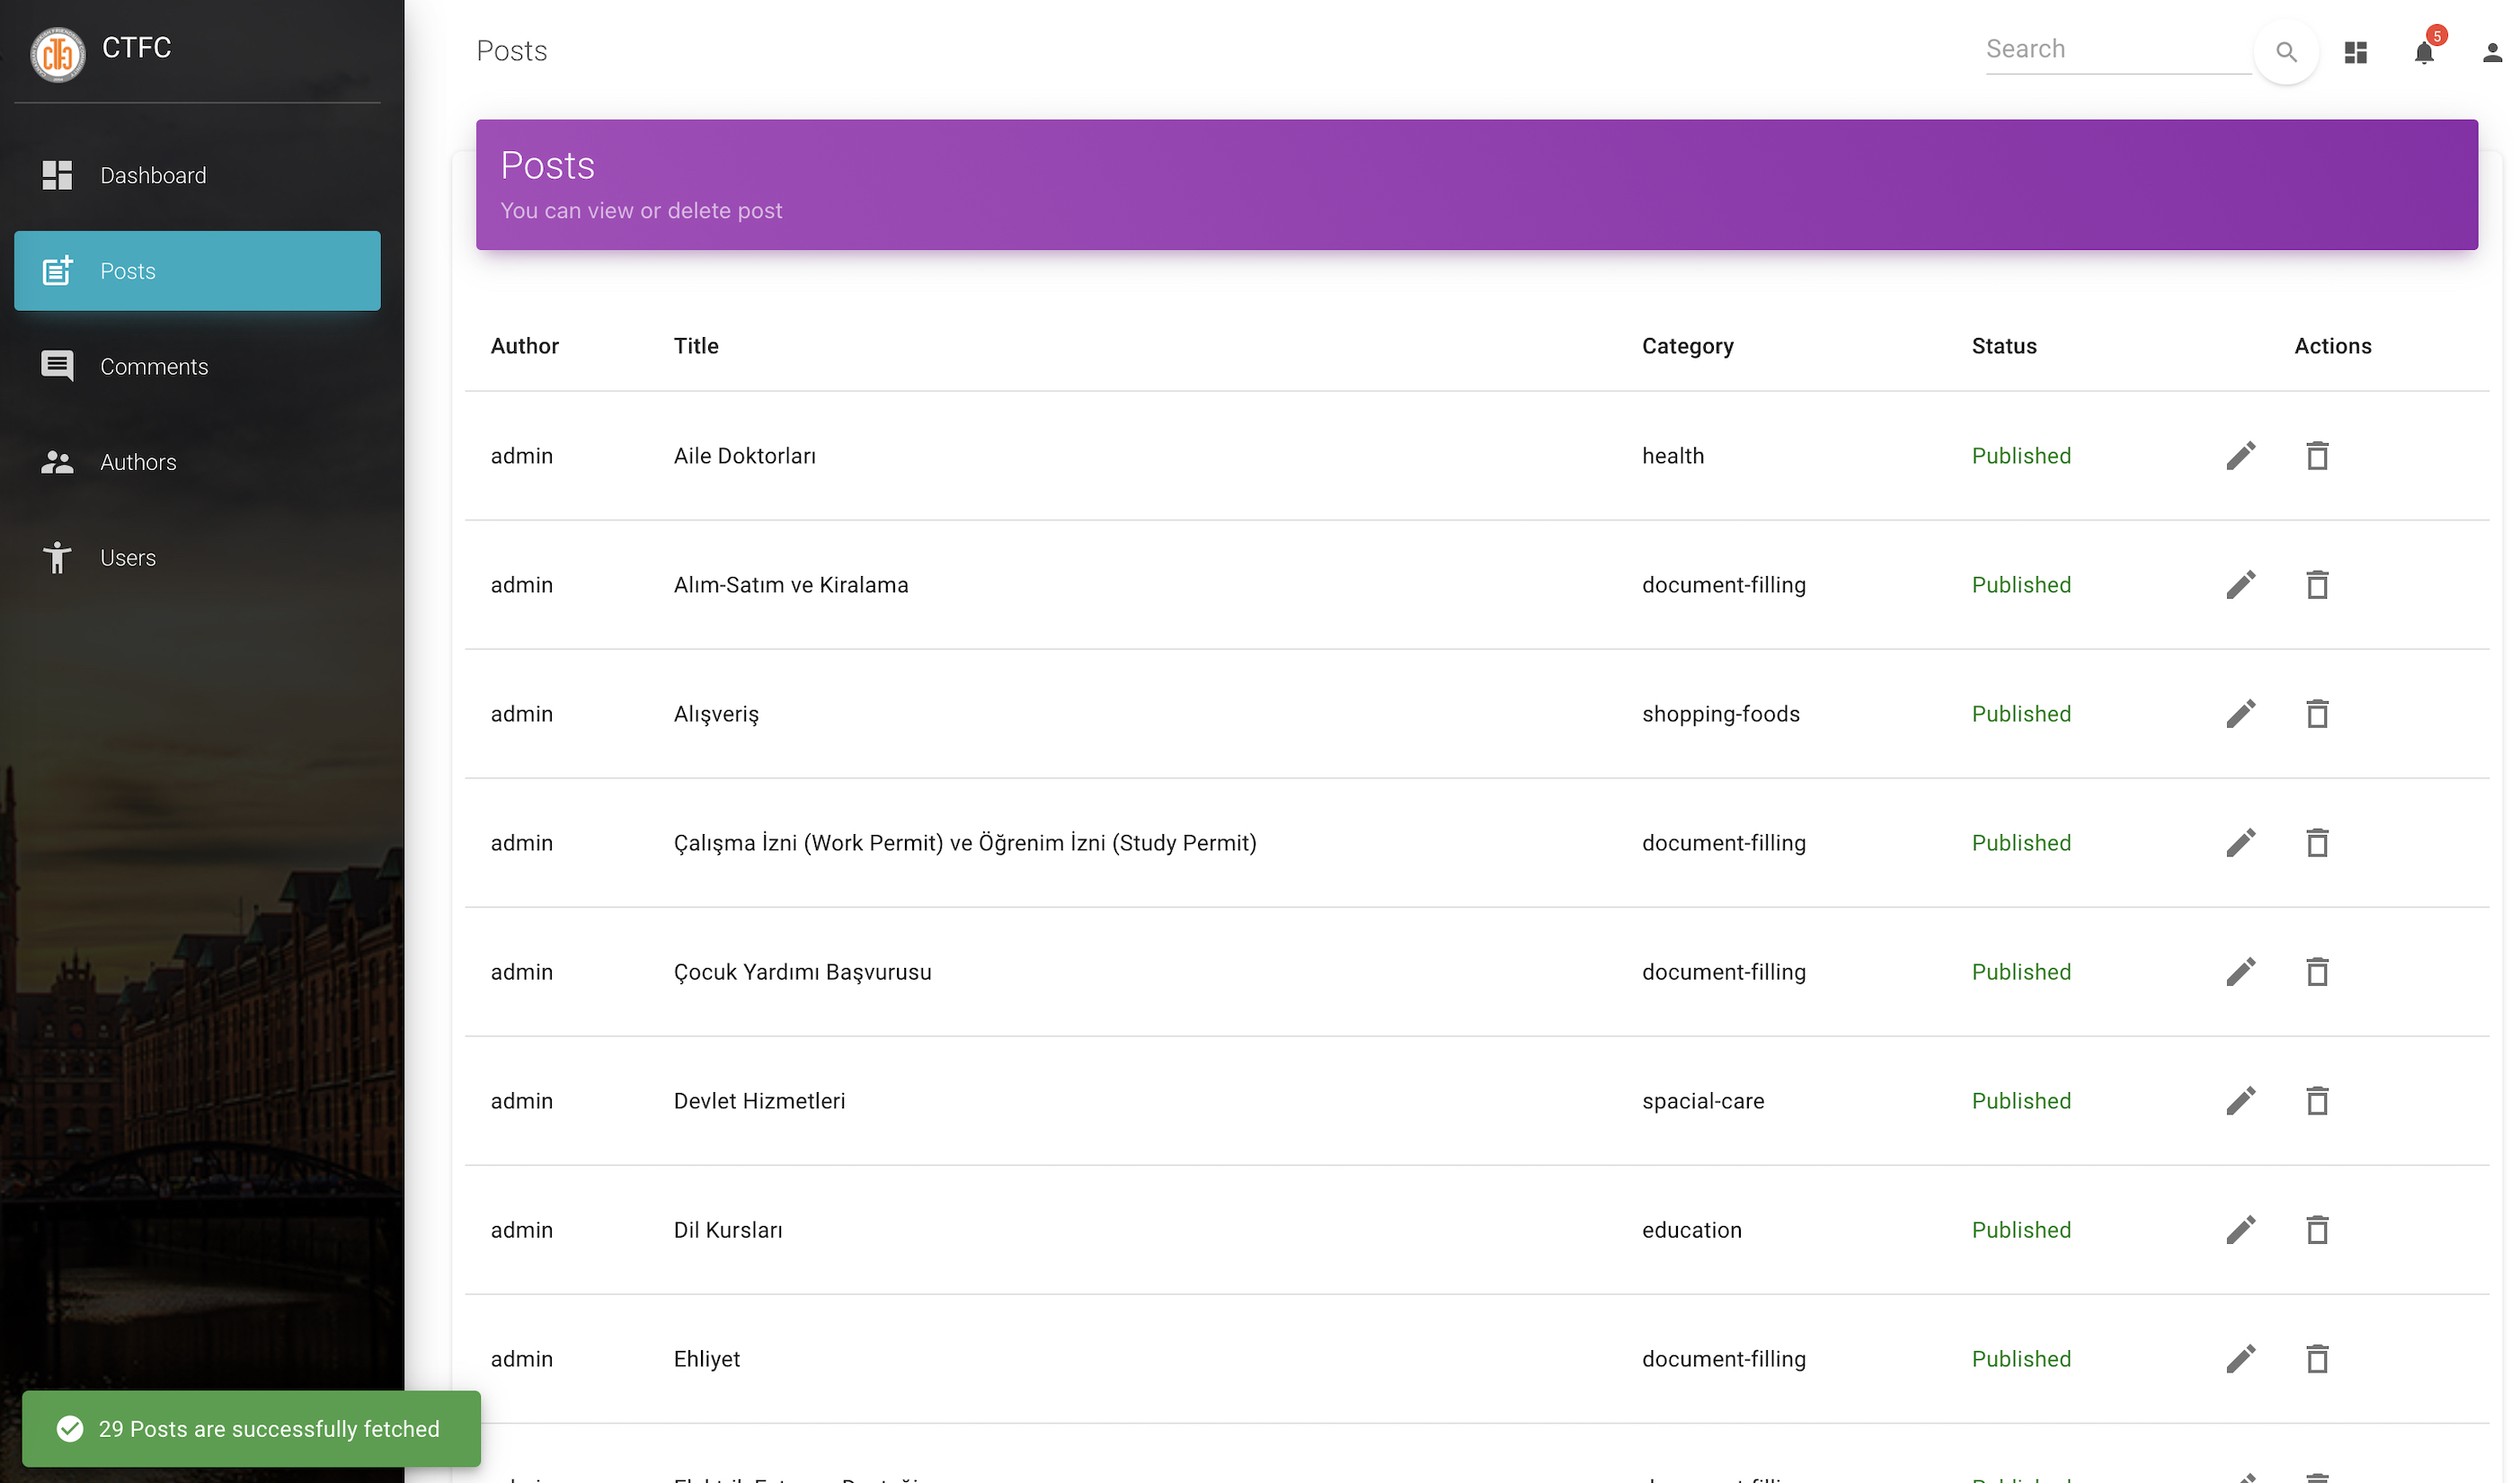 CTFC
Dashboard
Posts
Comments
Authors
Users
Posts
Search
5
Posts
You can view or delete post
Author Title Category Status Actions
admin Aile Doktorları health Published
admin Alım-Satım ve Kiralama document-filling Published
admin Alışveriş shopping-foods Published
admin Çalışma İzni (Work Permit) ve Öğrenim İzni (Study Permit) document-filling Published
admin Çocuk Yardımı Başvurusu document-filling Published
admin Devlet Hizmetleri spacial-care Published
admin Dil Kursları education Published
admin Ehliyet document-filling Published
29 Posts are successfully fetched